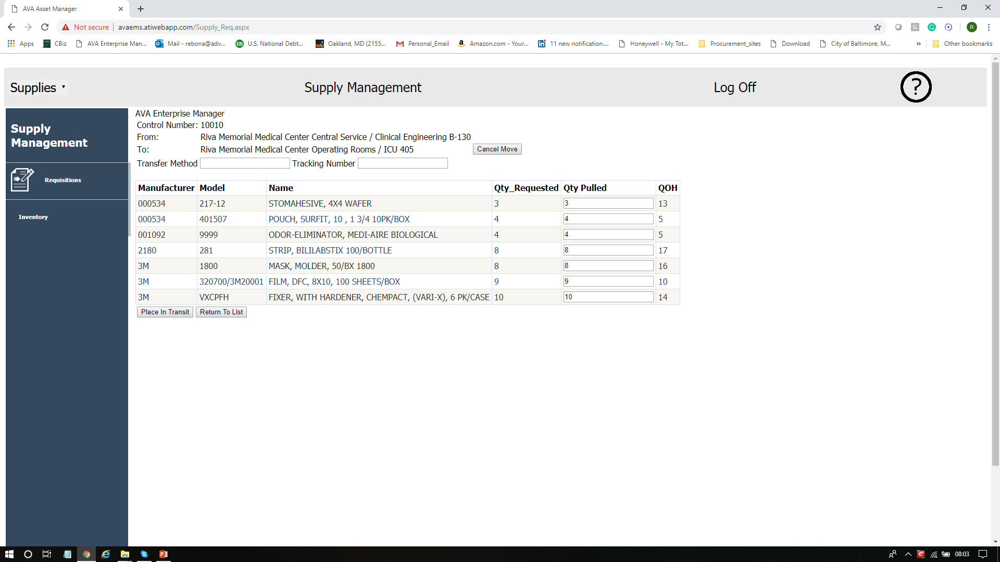 AVA Asset Manager
Not secure avaems.atiwebapp.com/Supply_Req.aspx R
Apps CBiz AVA Enterprise Man... Mail - rebona@adv... U.S. National Debt... Oakland, MD (2155... Personal_Email Amazon.com - Your... 11 new notification.... Honeywell - My Tot... Procurement_sites Download City of Baltimore, M... » Other bookmarks
Supplies Supply Management Log Off ?
Supply
Management
Requisitions
Inventory
AVA Enterprise Manager
Control Number: 10010
From: Riva Memorial Medical Center Central Service / Clinical Engineering B-130
To: Riva Memorial Medical Center Operating Rooms / ICU 405 Cancel Move
Transfer Method Tracking Number
Manufacturer Model Name Qty_Requested Qty Pulled QOH
000534 217-12 STOMAHESIVE, 4X4 WAFER 3 3 13
000534 401507 POUCH, SURFIT, 10 , 1 3/4 10PK/BOX 4 4 5
001092 9999 ODOR-ELIMINATOR, MEDI-AIRE BIOLOGICAL 4 4 5
2180 281 STRIP, BILILABSTIX 100/BOTTLE 8 8 17
3M 1800 MASK, MOLDER, 50/BX 1800 8 8 16
3M 320700/3M20001 FILM, DFC, 8X10, 100 SHEETS/BOX 9 9 10
3M VXCPFH FIXER, WITH HARDENER, CHEMPACT, (VARI-X), 6 PK/CASE 10 10 14
Place In Transit Return To List
08:03